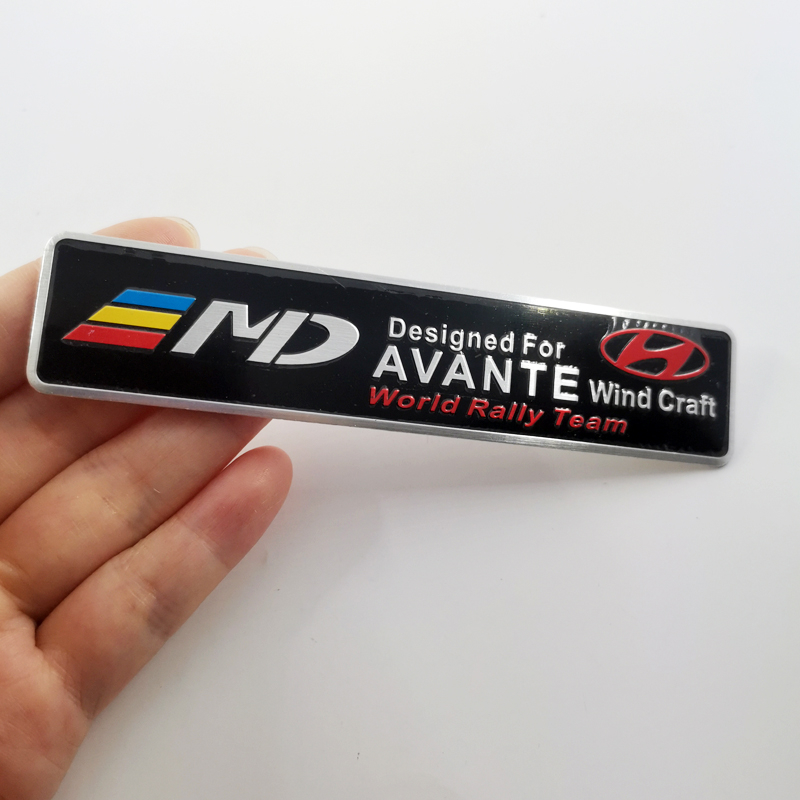 MD
Designed For
AVANTE
Wind Craft
World Rally Team